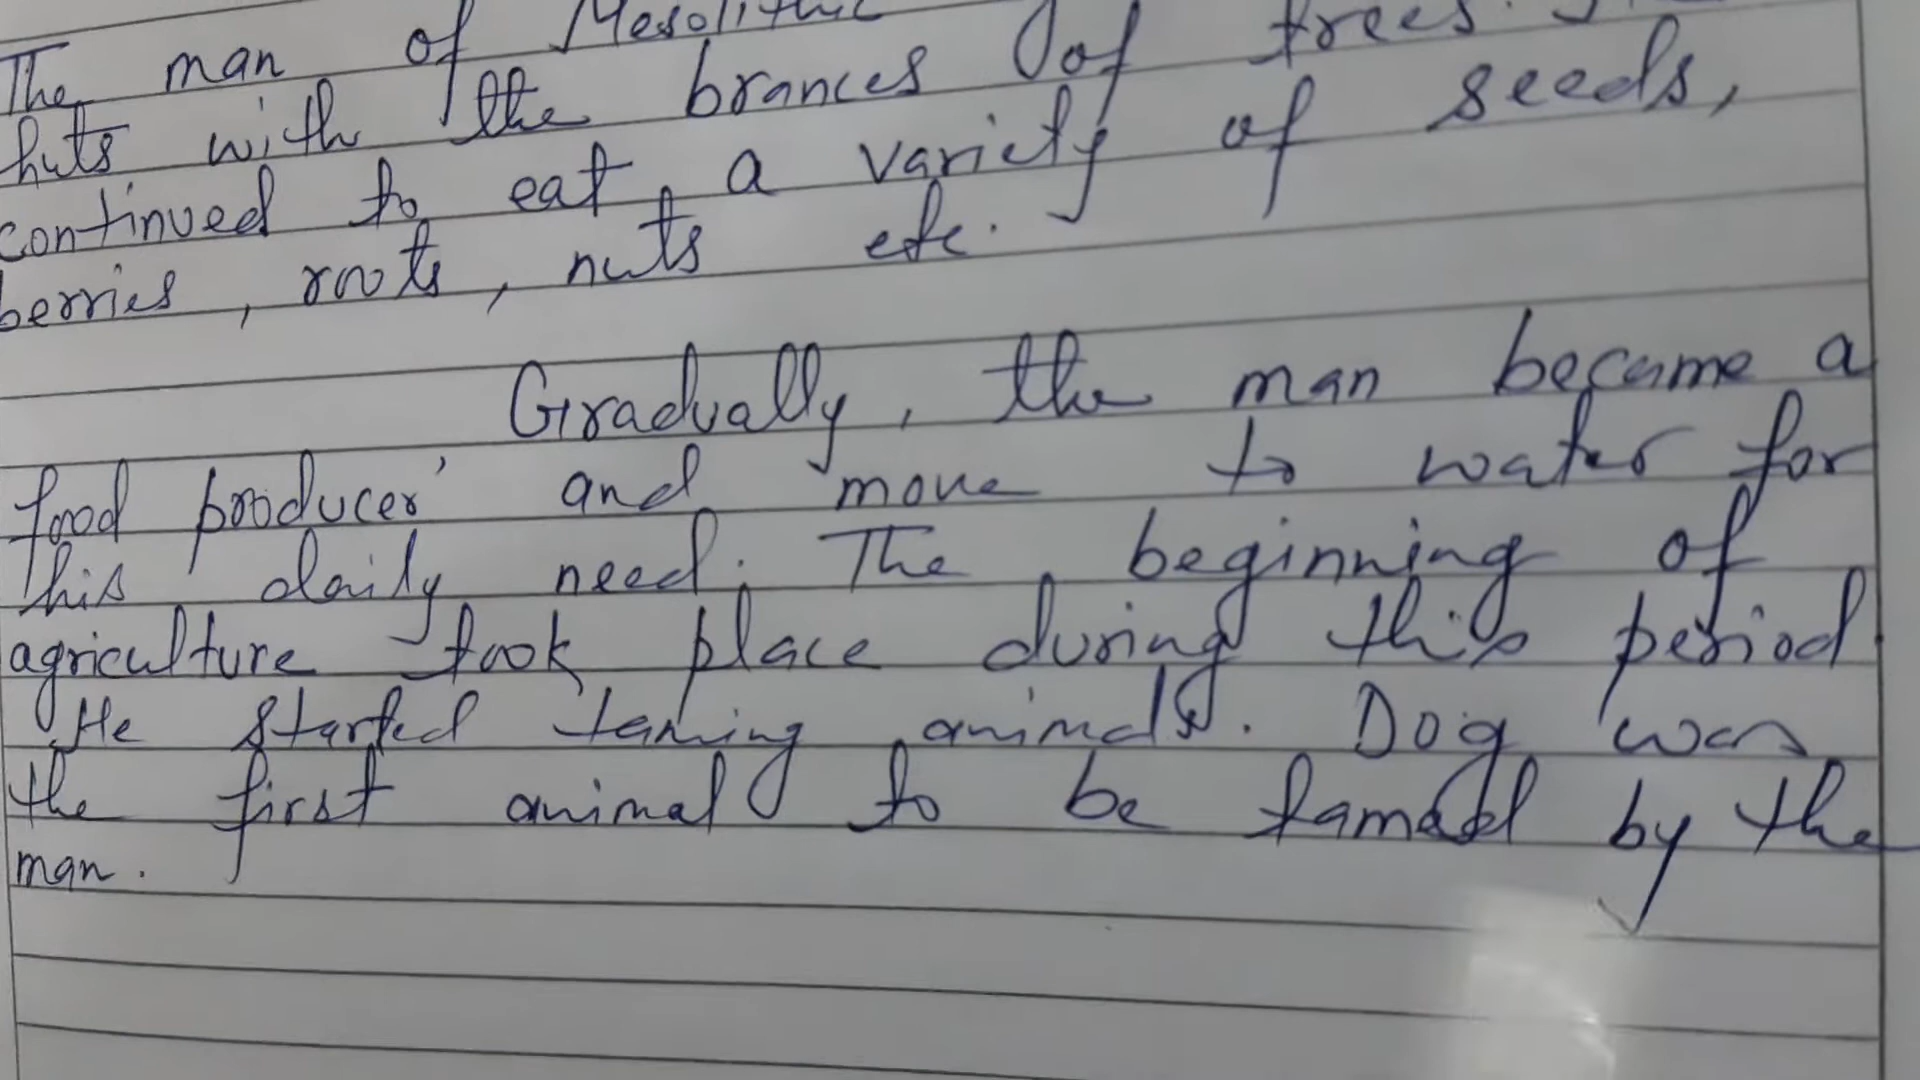 The man of Mesolithic
huts with the brances of trees.
continued to eat a variety of seeds,
berries, roots, nuts etc.
Gradually, the man became a
food producer and move to water for
his daily need. The beginning of
agriculture took place during this period
He started taming animals. Dog was
the first animal to be tamed by the
man.